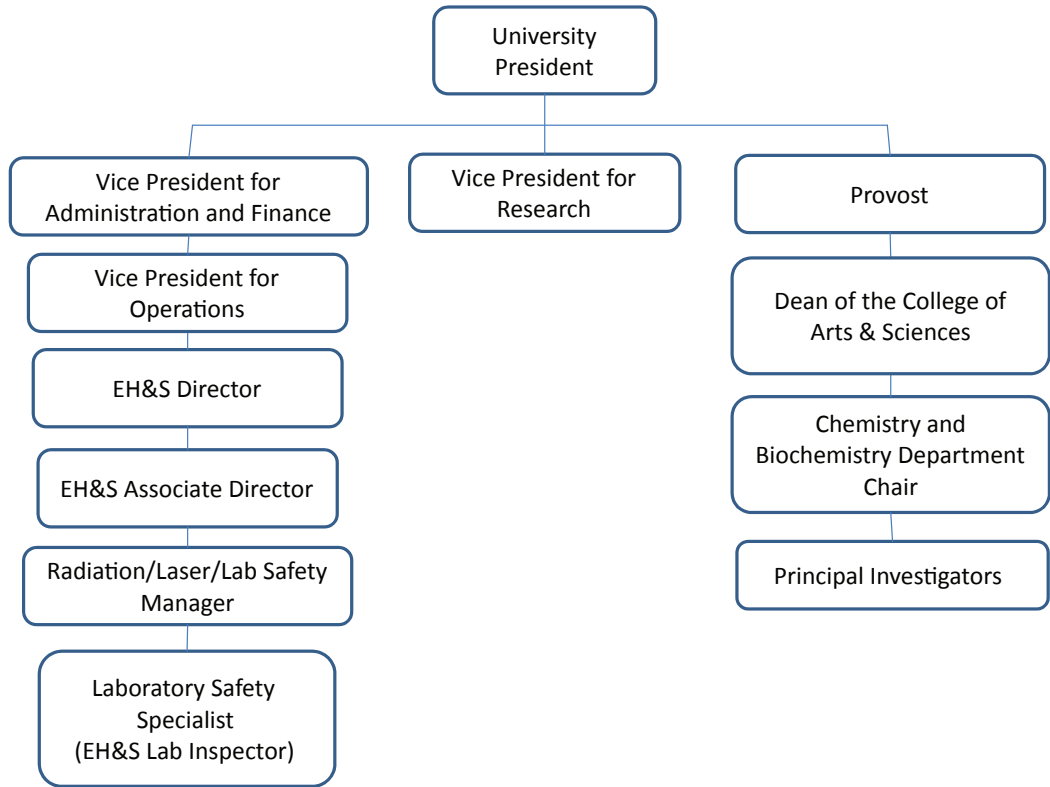 University
President
Vice President for
Administration and Finance
Vice President for
Research
Provost
Vice President for
Operations
Dean of the College of
Arts & Sciences
EH&S Director
Chemistry and
Biochemistry Department
Chair
EH&S Associate Director
Radiation/Laser/Lab Safety
Manager
Principal Investigators
Laboratory Safety
Specialist
(EH&S Lab Inspector)